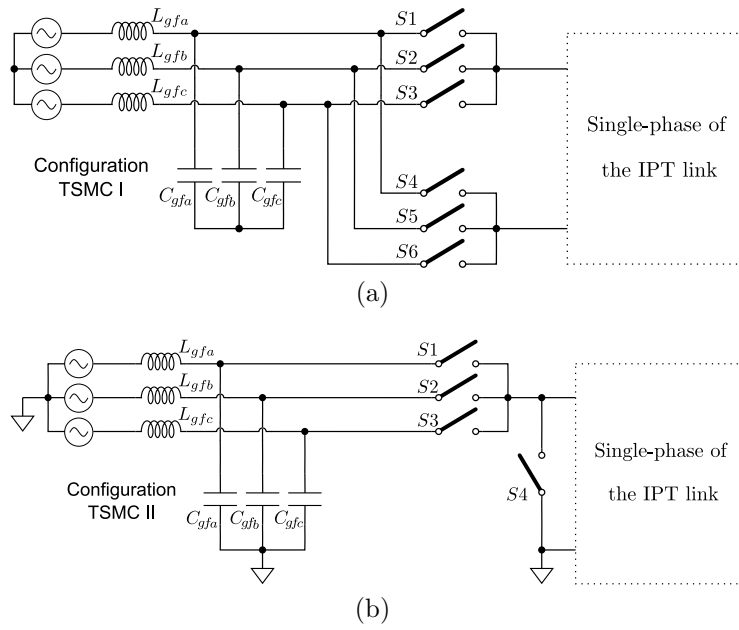 L_gfa
L_gfb
L_gfc
S1
S2
S3
Configuration
TSMC I
C_gfa C_gfb C_gfc
S4
S5
S6
Single-phase of
the IPT link
(a)
L_gfa
L_gfb
L_gfc
S1
S2
S3
Configuration
TSMC II
C_gfa C_gfb C_gfc
S4
Single-phase of
the IPT link
(b)